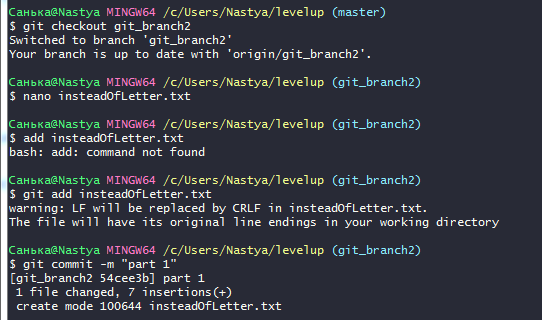 Санька@Nastya MINGW64 /c/Users/Nastya/levelup (master)
$ git checkout git_branch2
Switched to branch 'git_branch2'
Your branch is up to date with 'origin/git_branch2'.
Санька@Nastya MINGW64 /c/Users/Nastya/levelup (git_branch2)
$ nano insteadOfLetter.txt
Санька@Nastya MINGW64 /c/Users/Nastya/levelup (git_branch2)
$ add insteadOfLetter.txt
bash: add: command not found
Санька@Nastya MINGW64 /c/Users/Nastya/levelup (git_branch2)
$ git add insteadOfLetter.txt
warning: LF will be replaced by CRLF in insteadOfLetter.txt.
The file will have its original line endings in your working directory
Санька@Nastya MINGW64 /c/Users/Nastya/levelup (git_branch2)
$ git commit -m "part 1"
[git_branch2 54cee3b] part 1
1 file changed, 7 insertions(+)
create mode 100644 insteadOfLetter.txt